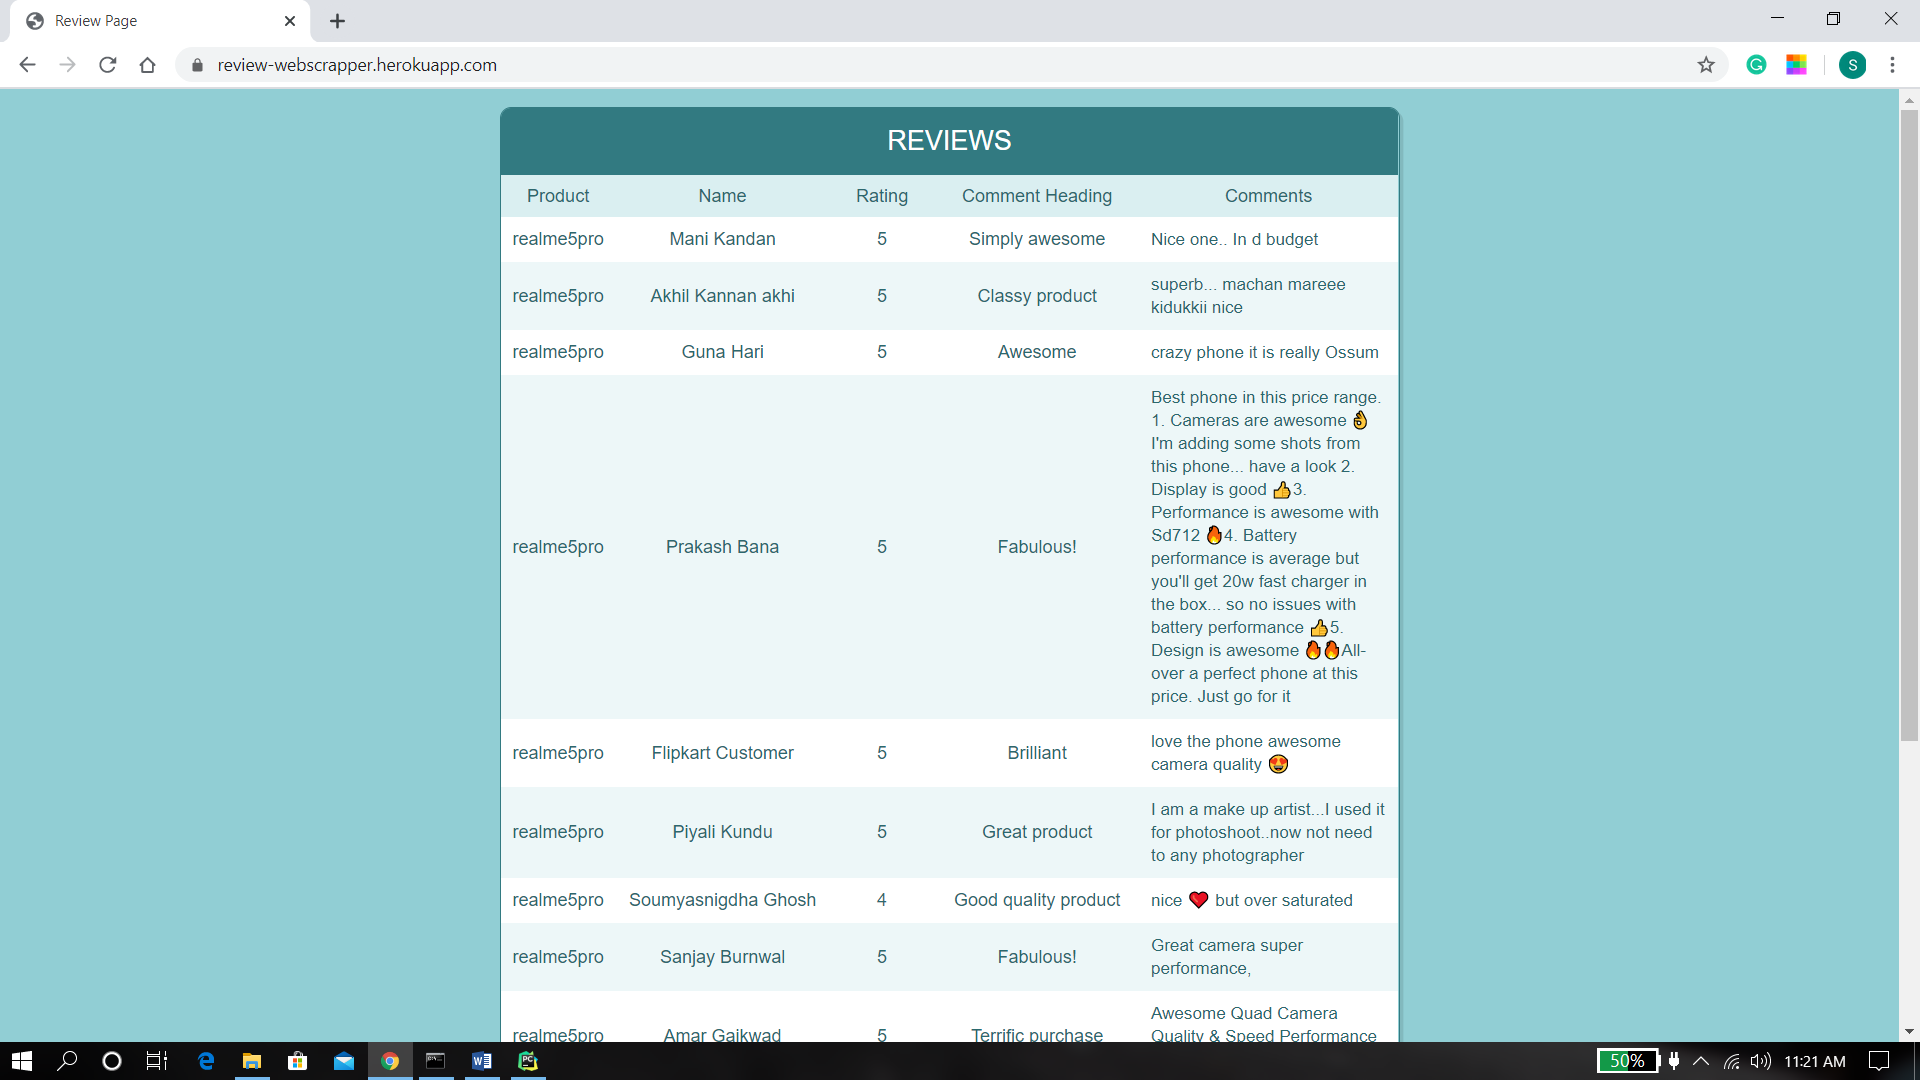 Review Page
review-webscrapper.herokuapp.com
S
REVIEWS
Product Name Rating Comment Heading Comments
realme5pro Mani Kandan 5 Simply awesome Nice one.. In d budget
realme5pro Akhil Kannan akhi 5 Classy product superb... machan mareee
kidukkii nice
realme5pro Guna Hari 5 Awesome crazy phone it is really Ossum
realme5pro Prakash Bana 5 Fabulous! Best phone in this price range.
1. Cameras are awesome 👌
I'm adding some shots from
this phone... have a look 2.
Display is good 👍3.
Performance is awesome with
Sd712 🔥4. Battery
performance is average but
you'll get 20w fast charger in
the box... so no issues with
battery performance 👍5.
Design is awesome 🔥🔥All-
over a perfect phone at this
price. Just go for it
realme5pro Flipkart Customer 5 Brilliant love the phone awesome
camera quality 😍
realme5pro Piyali Kundu 5 Great product I am a make up artist...I used it
for photoshoot..now not need
to any photographer
realme5pro Soumyasnigdha Ghosh 4 Good quality product nice ❤️ but over saturated
realme5pro Sanjay Burnwal 5 Fabulous! Great camera super
performance,
realme5pro Amar Gaikwad 5 Terrific purchase Awesome Quad Camera
Quality & Speed Performance
50% 11:21 AM